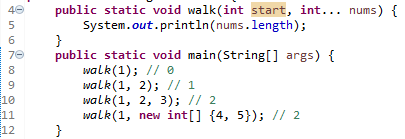 4 public static void walk(int start, int... nums) {
5 System.out.println(nums.length);
6 }
7 public static void main(String[] args) {
8 walk(1); // 0
9 walk(1, 2); // 1
10 walk(1, 2, 3); // 2
11 walk(1, new int[] {4, 5}); // 2
12 }